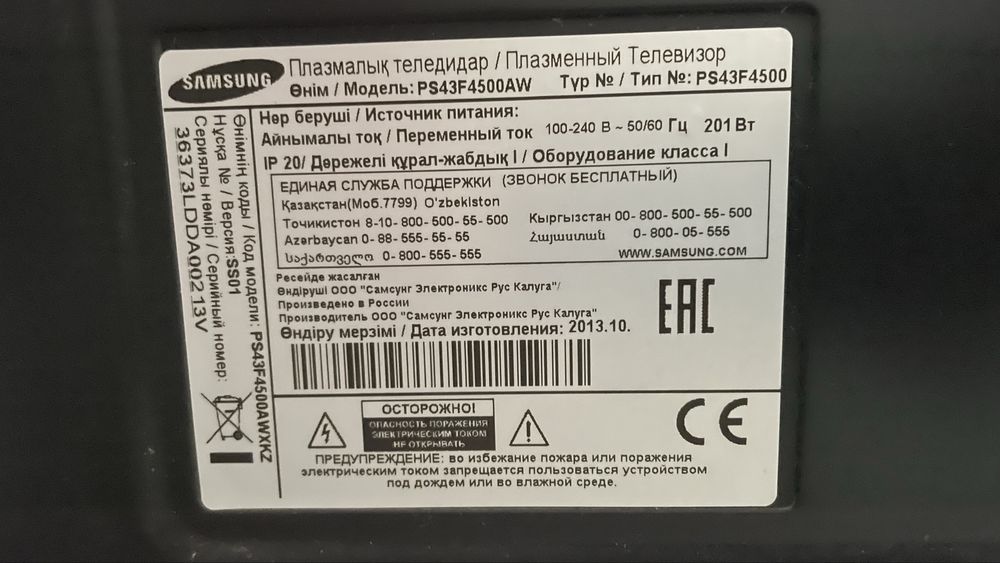 SAMSUNG
Плазмалық теледидар / Плазменный Телевизор
Өнім / Модель: PS43F4500AW Түр № / Тип №: PS43F4500
Нәр беруші / Источник питания:
Айнымалы ток / Переменный ток 100-240 В ~ 50/60 Гц 201 Вт
IP 20/ Дәрежелі құрал-жабдық I / Оборудование класса I
ЕДИНАЯ СЛУЖБА ПОДДЕРЖКИ (ЗВОНОК БЕСПЛАТНЫЙ)
Қазақстан(Моб.7799) O'zbekiston
Точикистон 8-10-800-500-55-500 Кыргызстан 00-800-500-55-500
Azərbaycan 0-88-555-55-55 Հայաստան 0-800-05-555
საქართველო 0-800-555-555 WWW.SAMSUNG.COM
Ресейде жасалған
Өндіруші ООО "Самсунг Электроникс Рус Калуга"/
Произведено в России
Производитель ООО "Самсунг Электроникс Рус Калуга"
Өндіру мерзімі / Дата изготовления: 2013.10.
EAC
Өнімнің коды / Код модели: PS43F4500AWXKZ
Нұсқа № / Версия:SS01
Сериялы нөмірі / Серийный номер:
36373LDDA00213V
ОСТОРОЖНО!
ОПАСНОСТЬ ПОРАЖЕНИЯ
ЭЛЕКТРИЧЕСКИМ ТОКОМ
НЕ ОТКРЫВАТЬ
CE
ПРЕДУПРЕЖДЕНИЕ: во избежание пожара или поражения
электрическим током запрещается пользоваться устройством
под дождем или во влажной среде.